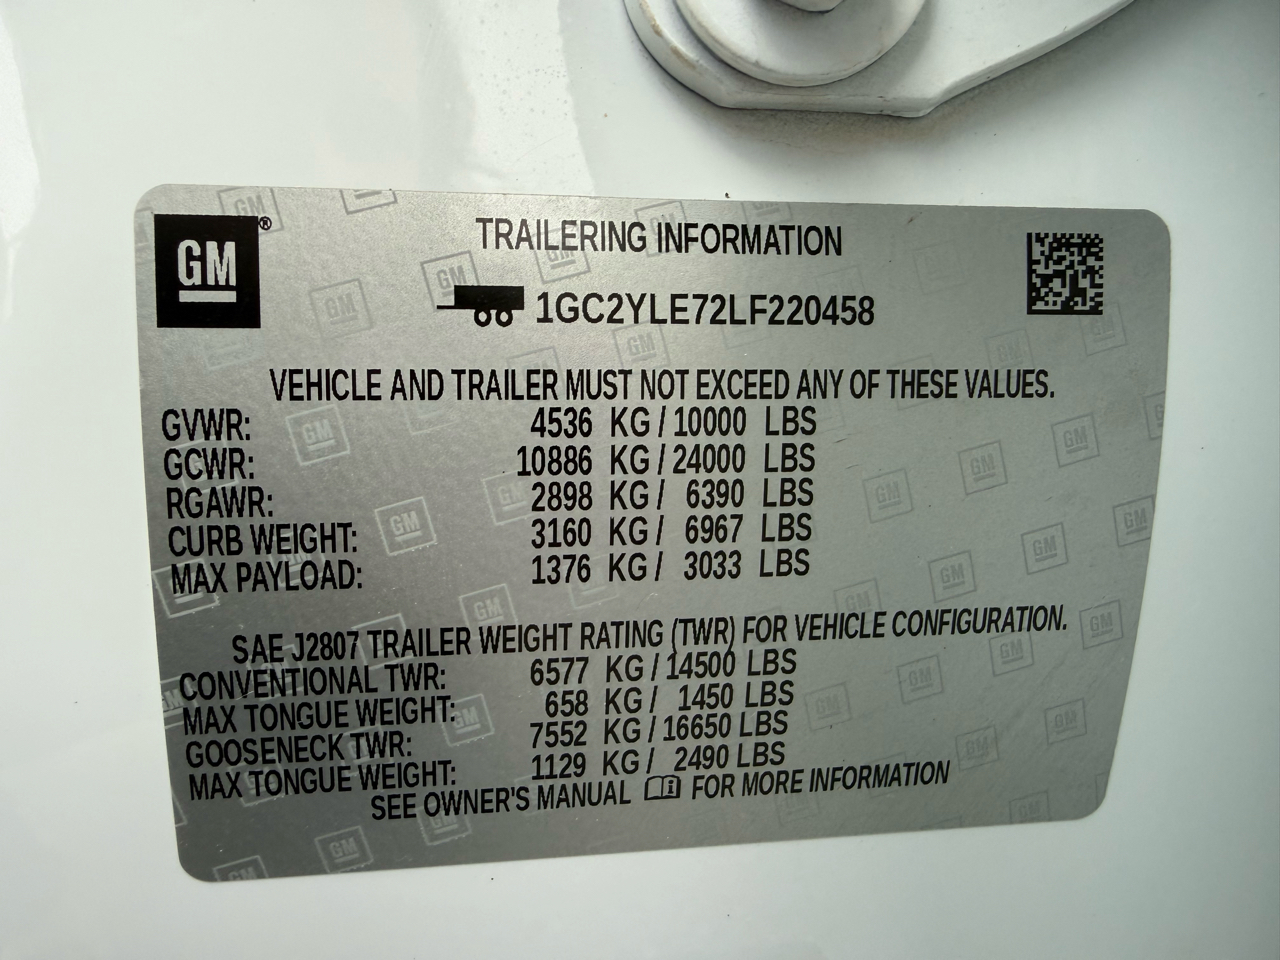 GM ®
TRAILERING INFORMATION
1GC2YLE72LF220458
VEHICLE AND TRAILER MUST NOT EXCEED ANY OF THESE VALUES.
GVWR: 4536 KG / 10000 LBS
GCWR: 10886 KG / 24000 LBS
RGAWR: 2898 KG / 6390 LBS
CURB WEIGHT: 3160 KG / 6967 LBS
MAX PAYLOAD: 1376 KG / 3033 LBS
SAE J2807 TRAILER WEIGHT RATING (TWR) FOR VEHICLE CONFIGURATION.
CONVENTIONAL TWR: 6577 KG / 14500 LBS
MAX TONGUE WEIGHT: 658 KG / 1450 LBS
GOOSENECK TWR: 7552 KG / 16650 LBS
MAX TONGUE WEIGHT: 1129 KG / 2490 LBS
SEE OWNER'S MANUAL i FOR MORE INFORMATION